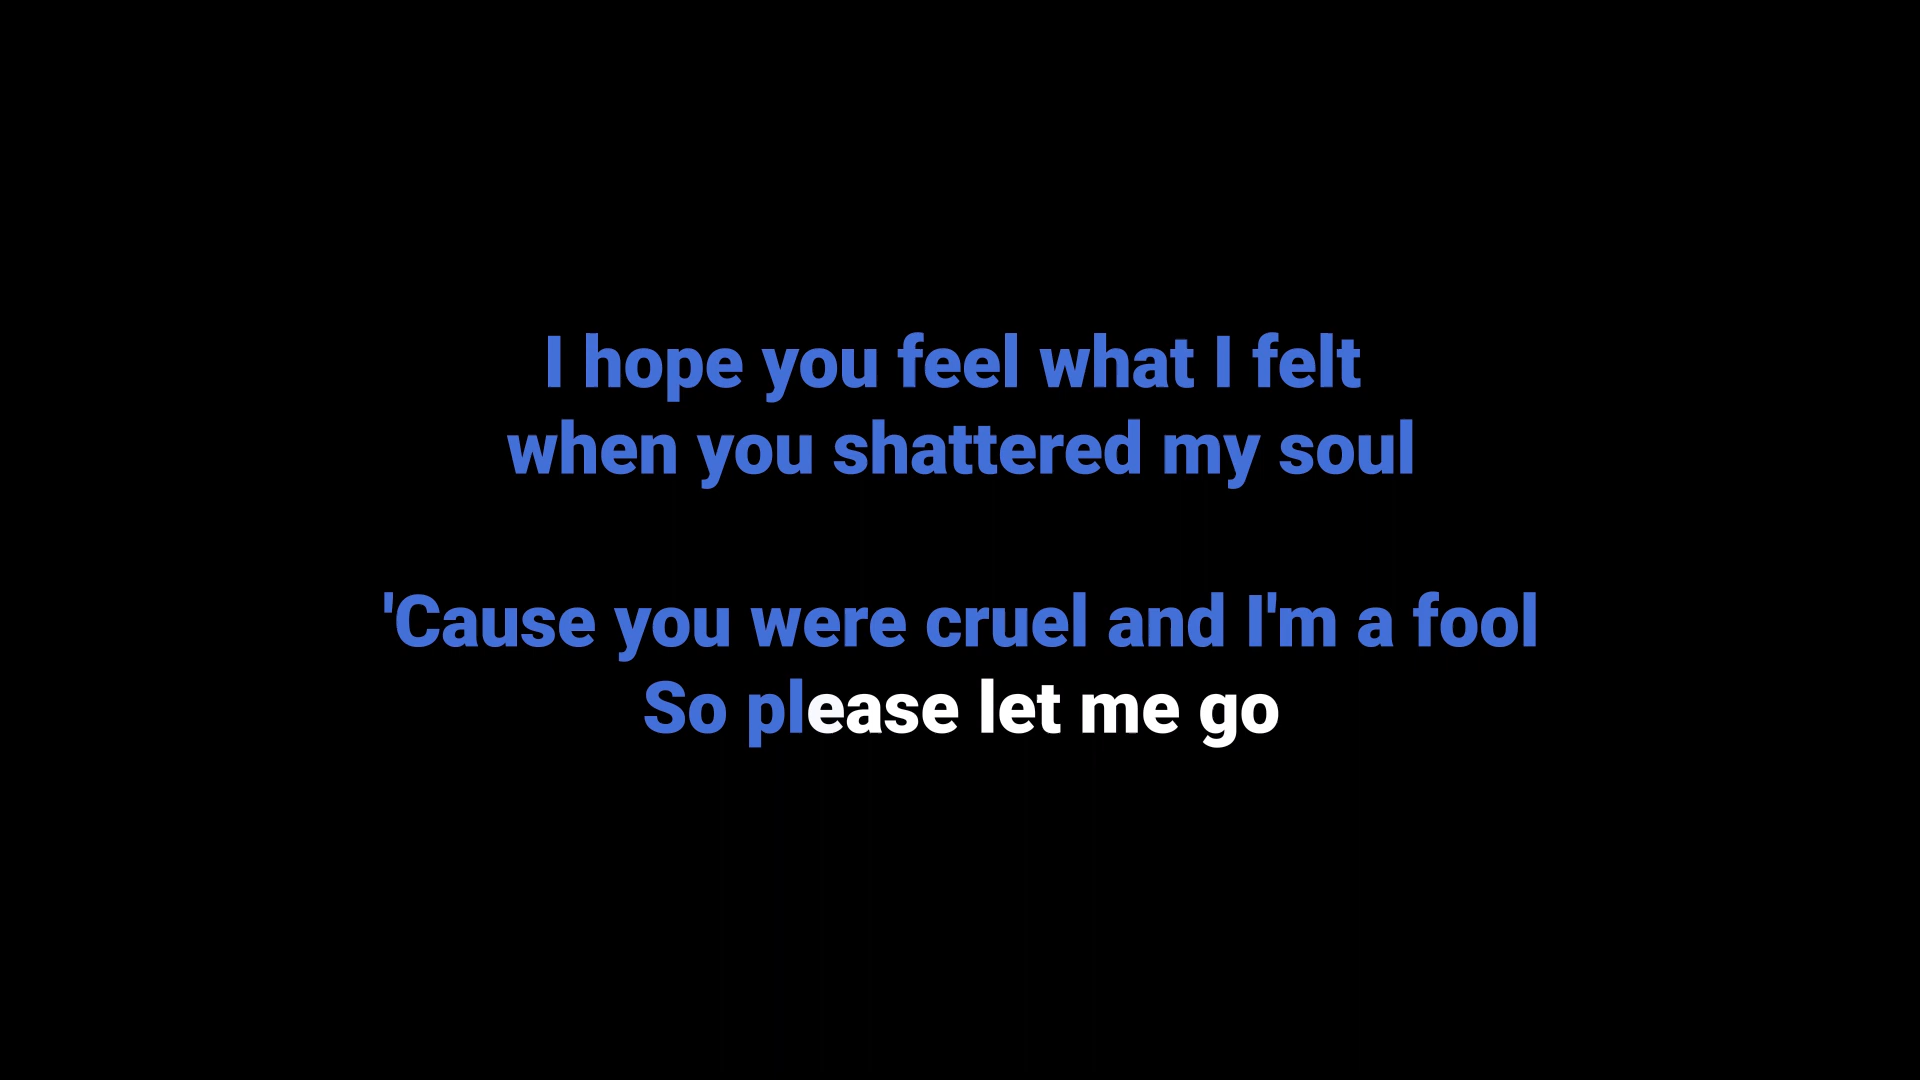 I hope you feel what I felt
when you shattered my soul
'Cause you were cruel and I'm a fool
So please let me go